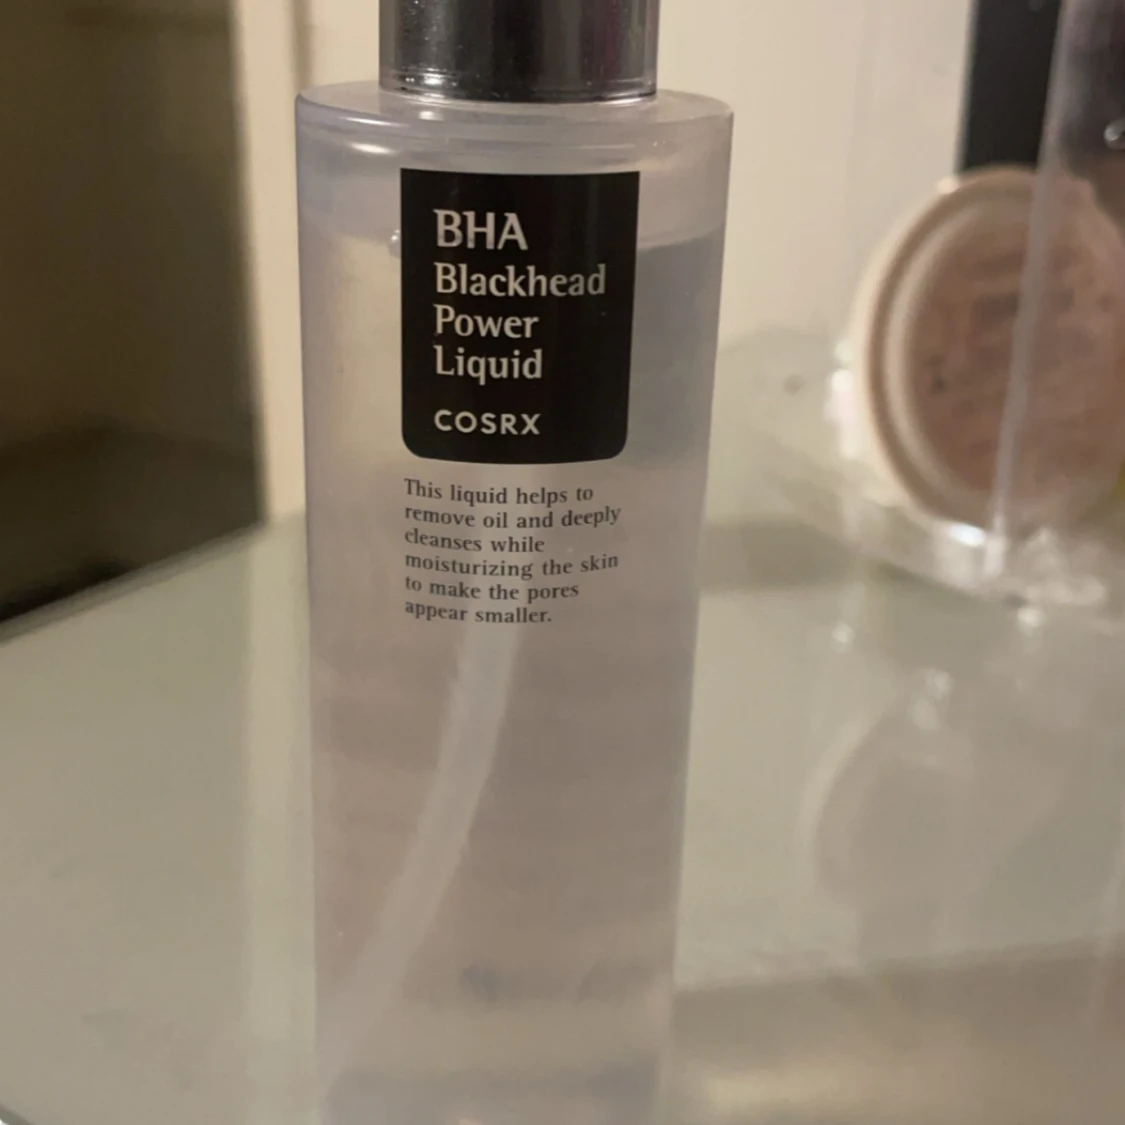 BHA
Blackhead
Power
Liquid
COSRX
This liquid helps to
remove oil and deeply
cleanses while
moisturizing the skin
to make the pores
appear smaller.